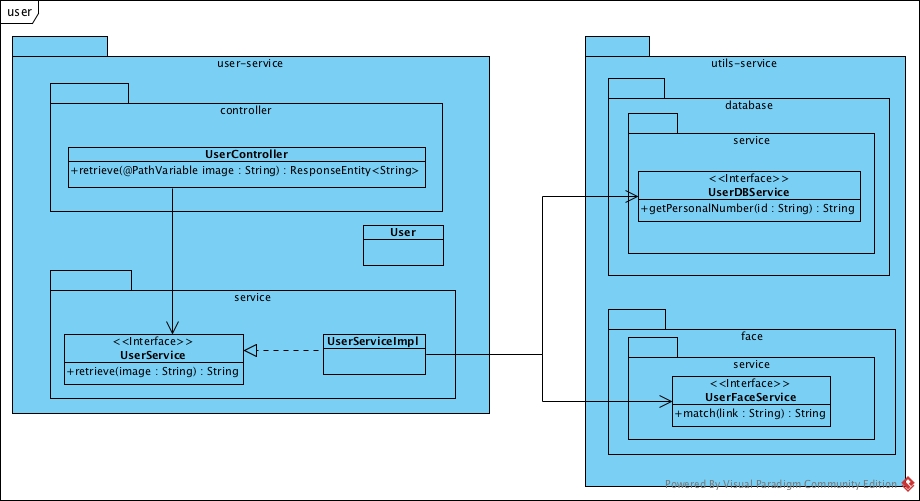 user
user-service
controller
UserController
+retrieve(@PathVariable image : String) : ResponseEntity<String>
User
service
<<Interface>>
UserService
+retrieve(image : String) : String
UserServiceImpl
utils-service
database
service
<<Interface>>
UserDBService
+getPersonalNumber(id : String) : String
face
service
<<Interface>>
UserFaceService
+match(link : String) : String
Powered By Visual Paradigm Community Edition